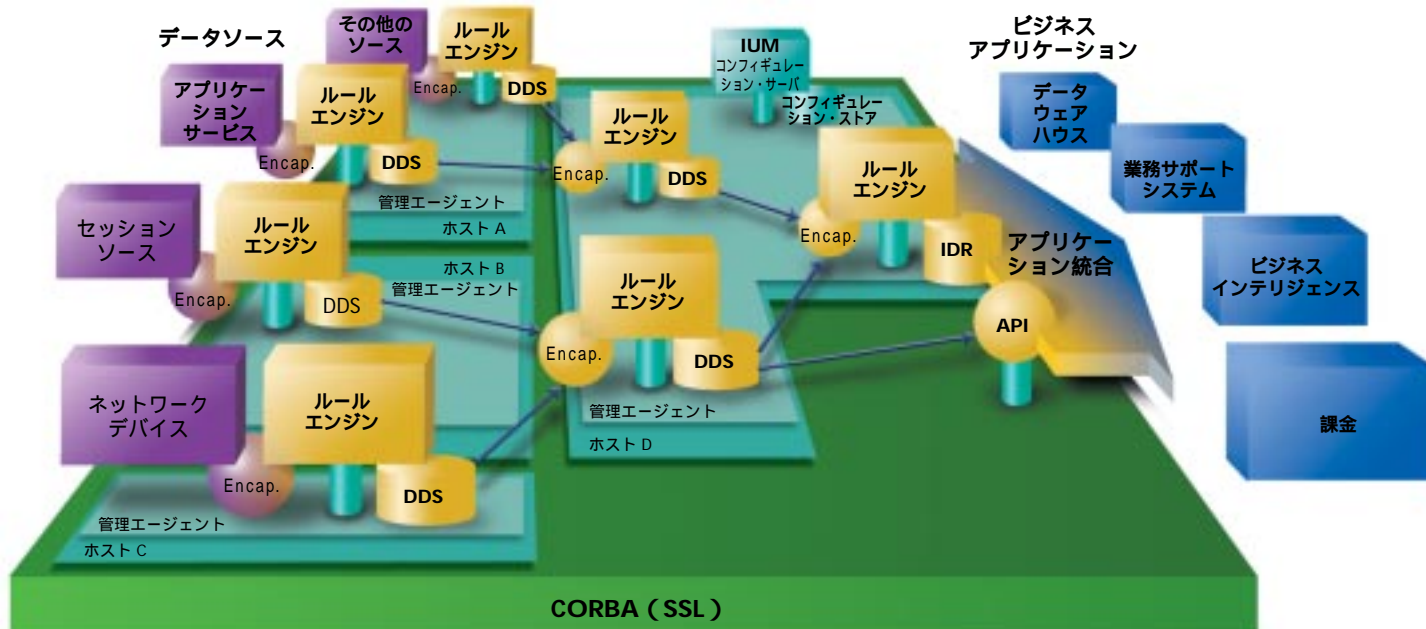 データソース
その他の
ソース
ルール
エンジン
Encap.
DDS
アプリケー
ション
サービス
ルール
エンジン
Encap.
DDS
管理エージェント
ホスト A
セッション
ソース
ルール
エンジン
Encap.
DDS
ホスト B
管理エージェント
ネットワーク
デバイス
ルール
エンジン
Encap.
DDS
管理エージェント
ホスト C
ルール
エンジン
Encap.
DDS
ルール
エンジン
Encap.
DDS
管理エージェント
ホスト D
IUM
コンフィギュレー
ション・サーバ
コンフィギュレー
ション・ストア
ルール
エンジン
Encap.
IDR
アプリケー
ション統合
API
ビジネス
アプリケーション
データ
ウェア
ハウス
業務サポート
システム
ビジネス
インテリジェンス
課金
CORBA（SSL）